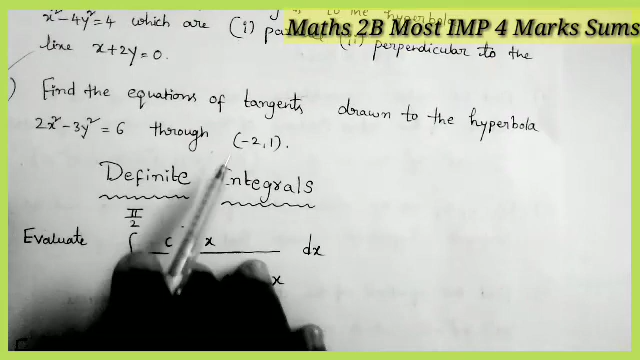 Maths 2B Most IMP 4 Marks Sums
x²-4y²=4 which are (i) (ii) perpendicular to the
line x+2y=0.
) Find the equations of tangents drawn to the hyperbola
2x²-3y²=6 through (-2,1).
Definite Integrals
π/2
Evaluate ∫ c x dx
x